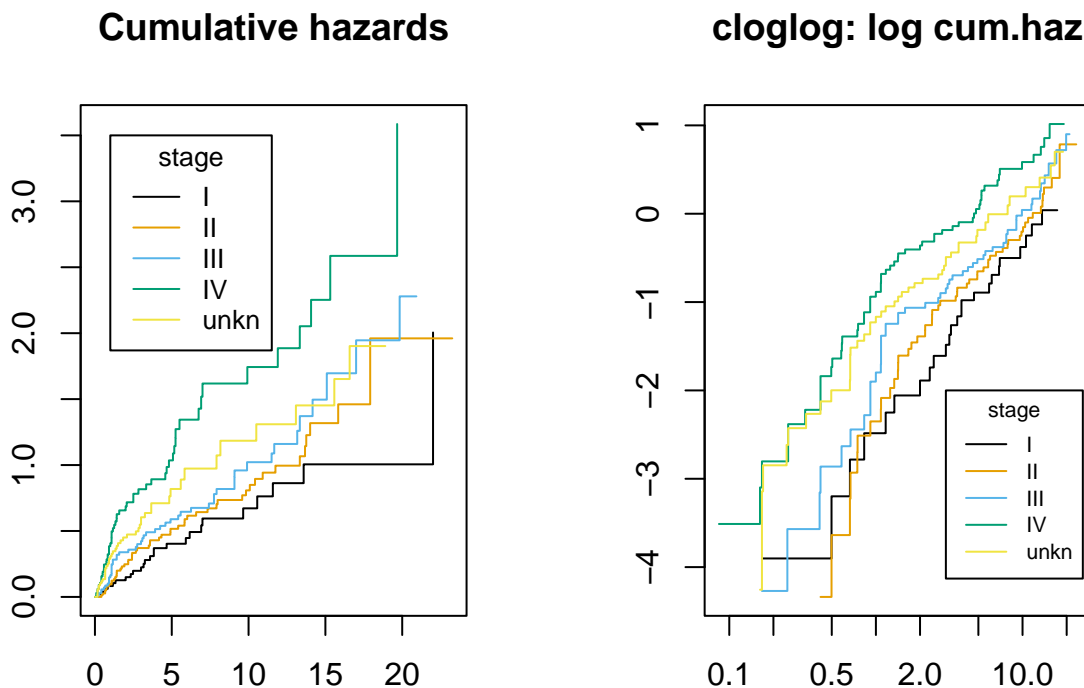 Cumulative hazards
stage
I
II
III
IV
unkn
0.0
1.0
2.0
3.0
0 5 10 15 20
cloglog: log cum.haz
1
0
−1
−2
−3
−4
stage
I
II
III
IV
unkn
0.1 0.5 2.0 10.0